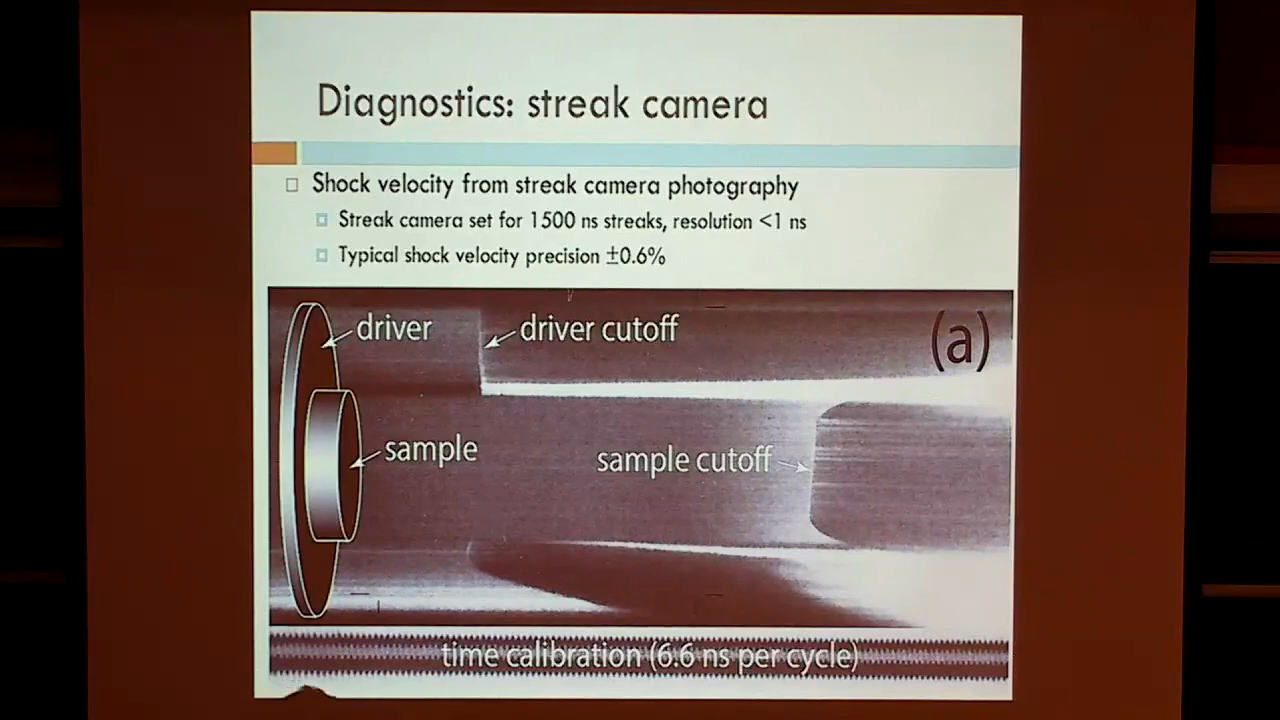 Diagnostics: streak camera
Shock velocity from streak camera photography
Streak camera set for 1500 ns streaks, resolution <1 ns
Typical shock velocity precision ±0.6%
driver
driver cutoff
(a)
sample
sample cutoff
time calibration (6.6 ns per cycle)